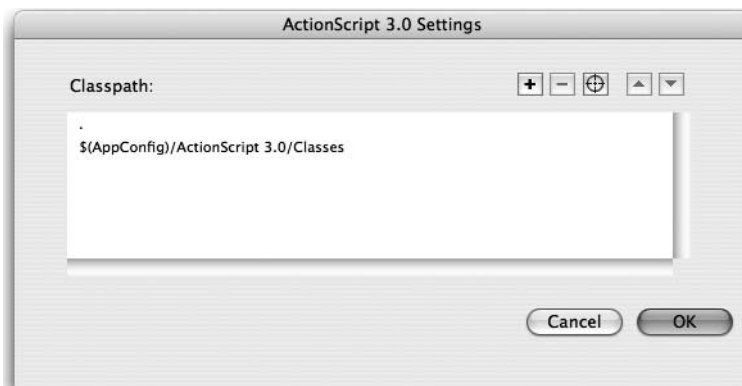 ActionScript 3.0 Settings
Classpath:
.
$(AppConfig)/ActionScript 3.0/Classes
Cancel
OK